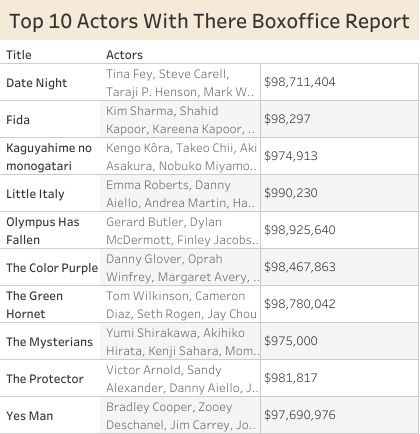 Top 10 Actors With There Boxoffice Report
Title Actors
Date Night Tina Fey, Steve Carell, Taraji P. Henson, Mark W.. $98,711,404
Fida Kim Sharma, Shahid Kapoor, Kareena Kapoor, .. $98,297
Kaguyahime no monogatari Kengo Kôra, Takeo Chii, Aki Asakura, Nobuko Miyamo.. $974,913
Little Italy Emma Roberts, Danny Aiello, Andrea Martin, Ha.. $990,230
Olympus Has Fallen Gerard Butler, Dylan McDermott, Finley Jacobs.. $98,925,640
The Color Purple Danny Glover, Oprah Winfrey, Margaret Avery, .. $98,467,863
The Green Hornet Tom Wilkinson, Cameron Diaz, Seth Rogen, Jay Chou $98,780,042
The Mysterians Yumi Shirakawa, Akihiko Hirata, Kenji Sahara, Mom.. $975,000
The Protector Victor Arnold, Sandy Alexander, Danny Aiello, J.. $981,817
Yes Man Bradley Cooper, Zooey Deschanel, Jim Carrey, Jo.. $97,690,976